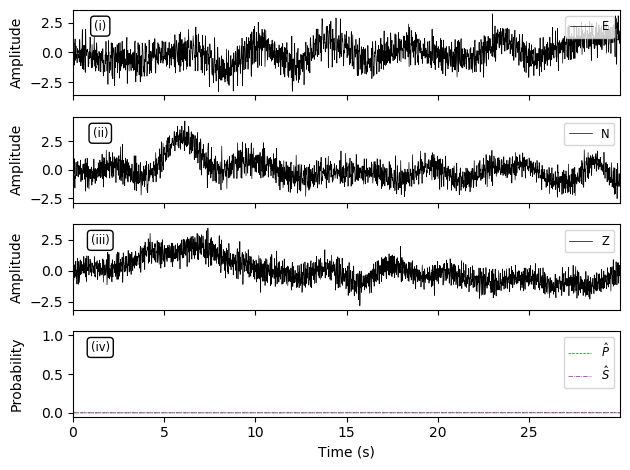 (i)
E
Amplitude
2.5
0.0
−2.5
(ii)
N
Amplitude
2.5
0.0
−2.5
(iii)
Z
Amplitude
2.5
0.0
−2.5
(iv)
P̂
Ŝ
Probability
1.0
0.5
0.0
0 5 10 15 20 25
Time (s)